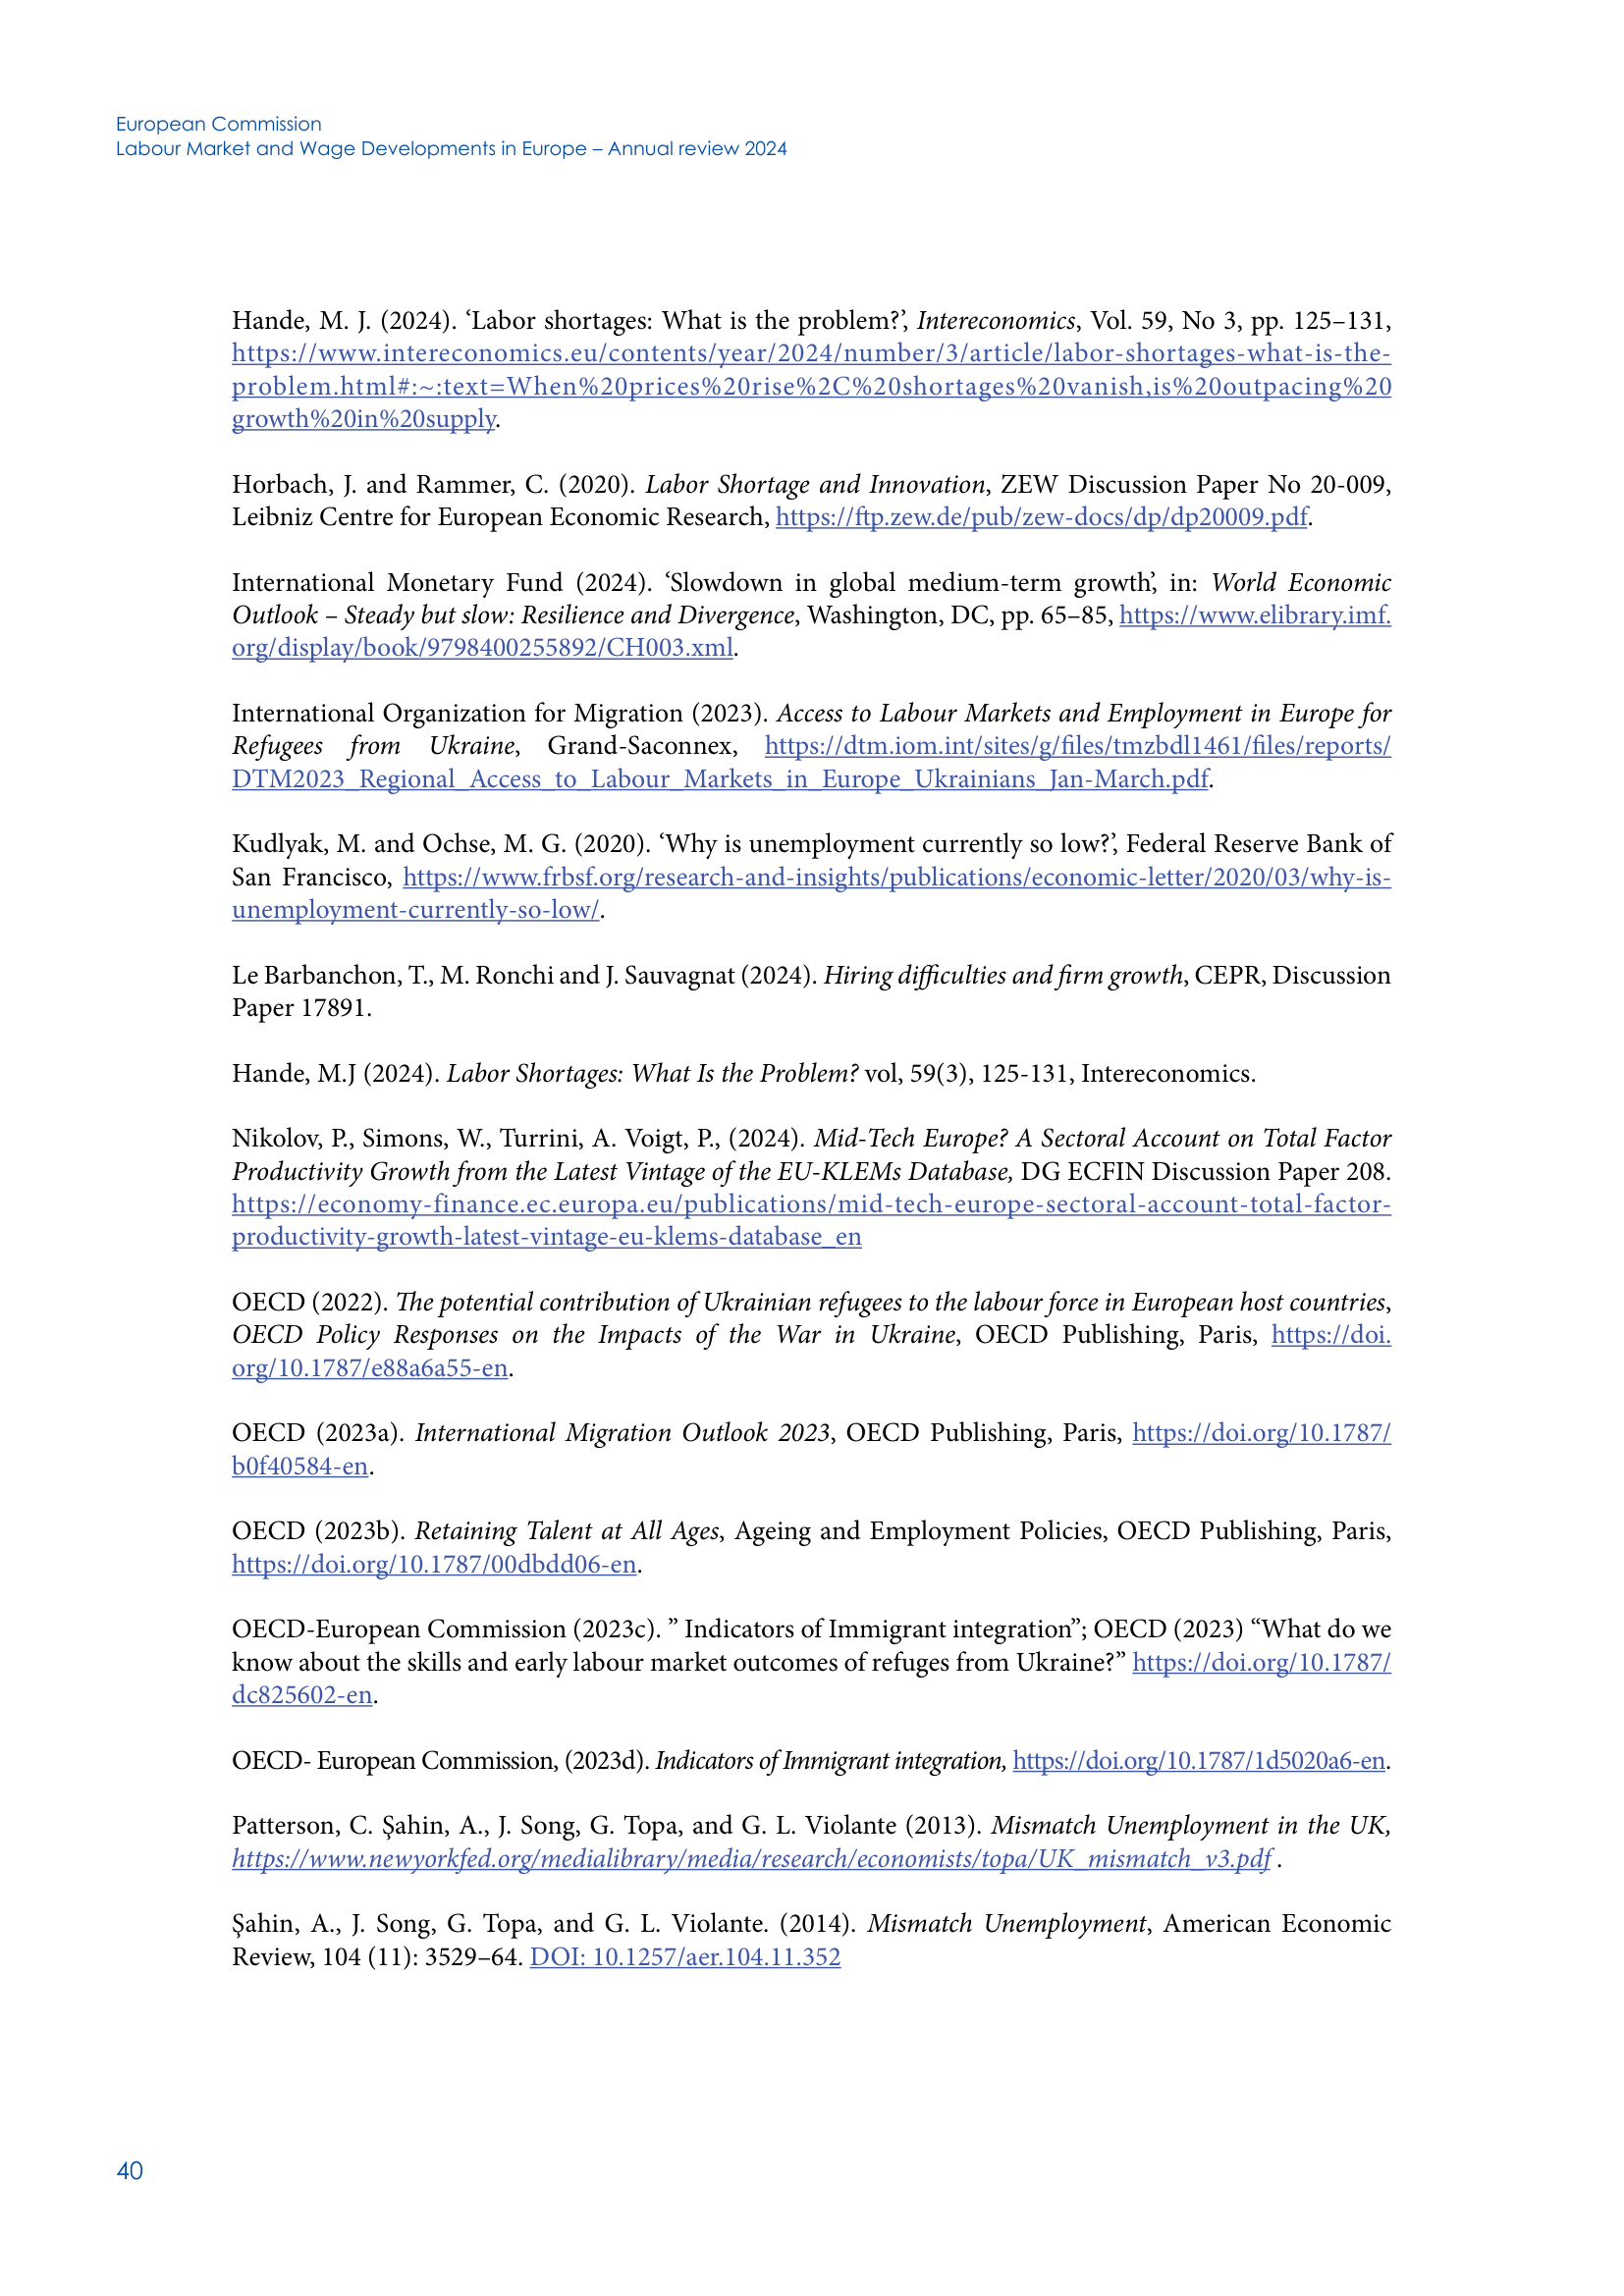 European Commission
Labour Market and Wage Developments in Europe – Annual review 2024
Hande, M. J. (2024). ‘Labor shortages: What is the problem?’, Intereconomics, Vol. 59, No 3, pp. 125–131,
https://www.intereconomics.eu/contents/year/2024/number/3/article/labor-shortages-what-is-the-
problem.html#:~:text=When%20prices%20rise%2C%20shortages%20vanish,is%20outpacing%20
growth%20in%20supply.
Horbach, J. and Rammer, C. (2020). Labor Shortage and Innovation, ZEW Discussion Paper No 20-009,
Leibniz Centre for European Economic Research, https://ftp.zew.de/pub/zew-docs/dp/dp20009.pdf.
International Monetary Fund (2024). ‘Slowdown in global medium-term growth’, in: World Economic
Outlook – Steady but slow: Resilience and Divergence, Washington, DC, pp. 65–85, https://www.elibrary.imf.
org/display/book/9798400255892/CH003.xml.
International Organization for Migration (2023). Access to Labour Markets and Employment in Europe for
Refugees from Ukraine, Grand-Saconnex, https://dtm.iom.int/sites/g/files/tmzbdl1461/files/reports/
DTM2023_Regional_Access_to_Labour_Markets_in_Europe_Ukrainians_Jan-March.pdf.
Kudlyak, M. and Ochse, M. G. (2020). ‘Why is unemployment currently so low?’, Federal Reserve Bank of
San Francisco, https://www.frbsf.org/research-and-insights/publications/economic-letter/2020/03/why-is-
unemployment-currently-so-low/.
Le Barbanchon, T., M. Ronchi and J. Sauvagnat (2024). Hiring difficulties and firm growth, CEPR, Discussion
Paper 17891.
Hande, M.J (2024). Labor Shortages: What Is the Problem? vol, 59(3), 125-131, Intereconomics.
Nikolov, P., Simons, W., Turrini, A. Voigt, P., (2024). Mid-Tech Europe? A Sectoral Account on Total Factor
Productivity Growth from the Latest Vintage of the EU-KLEMs Database, DG ECFIN Discussion Paper 208.
https://economy-finance.ec.europa.eu/publications/mid-tech-europe-sectoral-account-total-factor-
productivity-growth-latest-vintage-eu-klems-database_en
OECD (2022). The potential contribution of Ukrainian refugees to the labour force in European host countries,
OECD Policy Responses on the Impacts of the War in Ukraine, OECD Publishing, Paris, https://doi.
org/10.1787/e88a6a55-en.
OECD (2023a). International Migration Outlook 2023, OECD Publishing, Paris, https://doi.org/10.1787/
b0f40584-en.
OECD (2023b). Retaining Talent at All Ages, Ageing and Employment Policies, OECD Publishing, Paris,
https://doi.org/10.1787/00dbdd06-en.
OECD-European Commission (2023c). ” Indicators of Immigrant integration”; OECD (2023) “What do we
know about the skills and early labour market outcomes of refuges from Ukraine?” https://doi.org/10.1787/
dc825602-en.
OECD- European Commission, (2023d). Indicators of Immigrant integration, https://doi.org/10.1787/1d5020a6-en.
Patterson, C. Şahin, A., J. Song, G. Topa, and G. L. Violante (2013). Mismatch Unemployment in the UK,
https://www.newyorkfed.org/medialibrary/media/research/economists/topa/UK_mismatch_v3.pdf .
Şahin, A., J. Song, G. Topa, and G. L. Violante. (2014). Mismatch Unemployment, American Economic
Review, 104 (11): 3529–64. DOI: 10.1257/aer.104.11.352
40